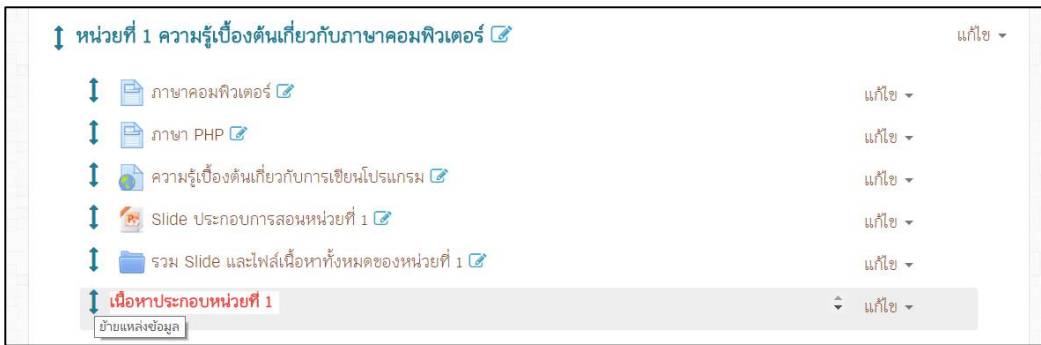 หน่วยที่ 1 ความรู้เบื้องต้นเกี่ยวกับภาษาคอมพิวเตอร์ แก้ไข
ภาษาคอมพิวเตอร์ แก้ไข
ภาษา PHP แก้ไข
ความรู้เบื้องต้นเกี่ยวกับการเขียนโปรแกรม แก้ไข
Slide ประกอบการสอนหน่วยที่ 1 แก้ไข
รวม Slide และไฟล์เนื้อหาทั้งหมดของหน่วยที่ 1 แก้ไข
เนื้อหาประกอบหน่วยที่ 1 แก้ไข
ย้ายแหล่งข้อมูล